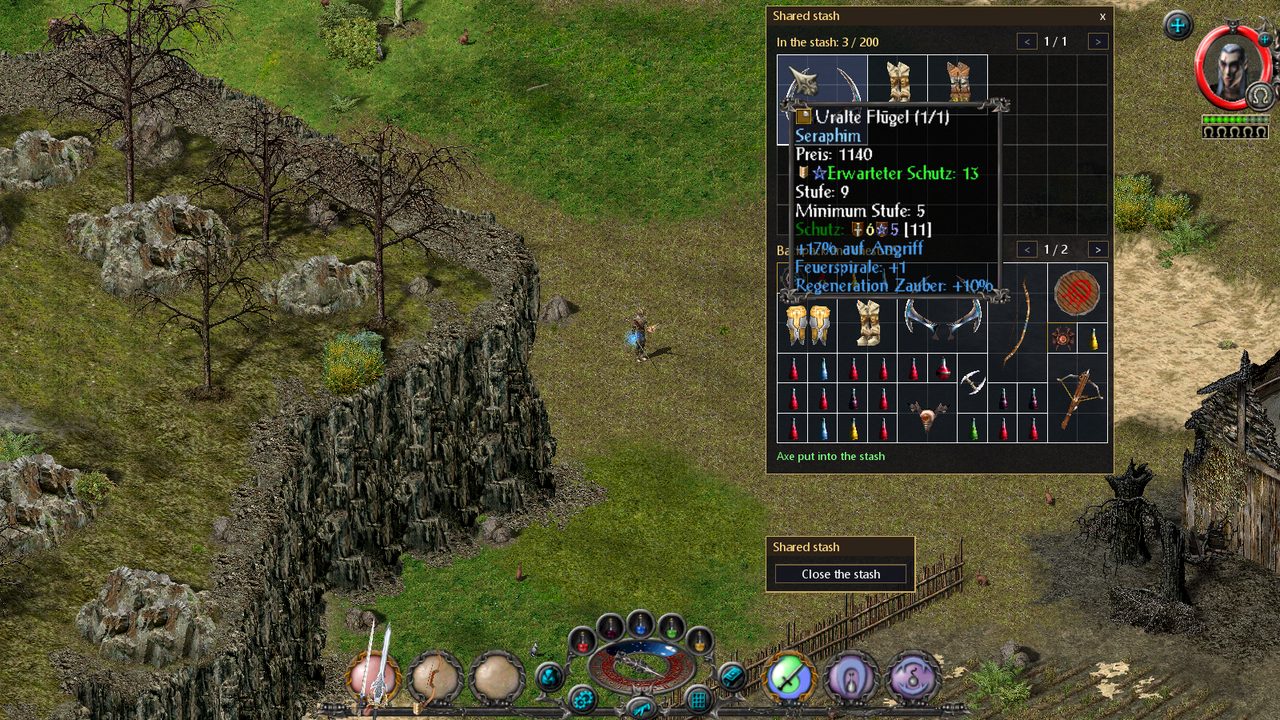 Shared stash
x
In the stash: 3 / 200
< 1 / 1 >
Uralte Flügel (1/1)
Seraphim
Preis: 1140
Erwarteter Schutz: 13
Stufe: 9
Minimum Stufe: 5
Schutz: 6 5 [11]
+17% auf Angriff
Feuerspirale: +1
Regeneration Zauber: +10%
< 1 / 2 >
Axe put into the stash
Shared stash
Close the stash